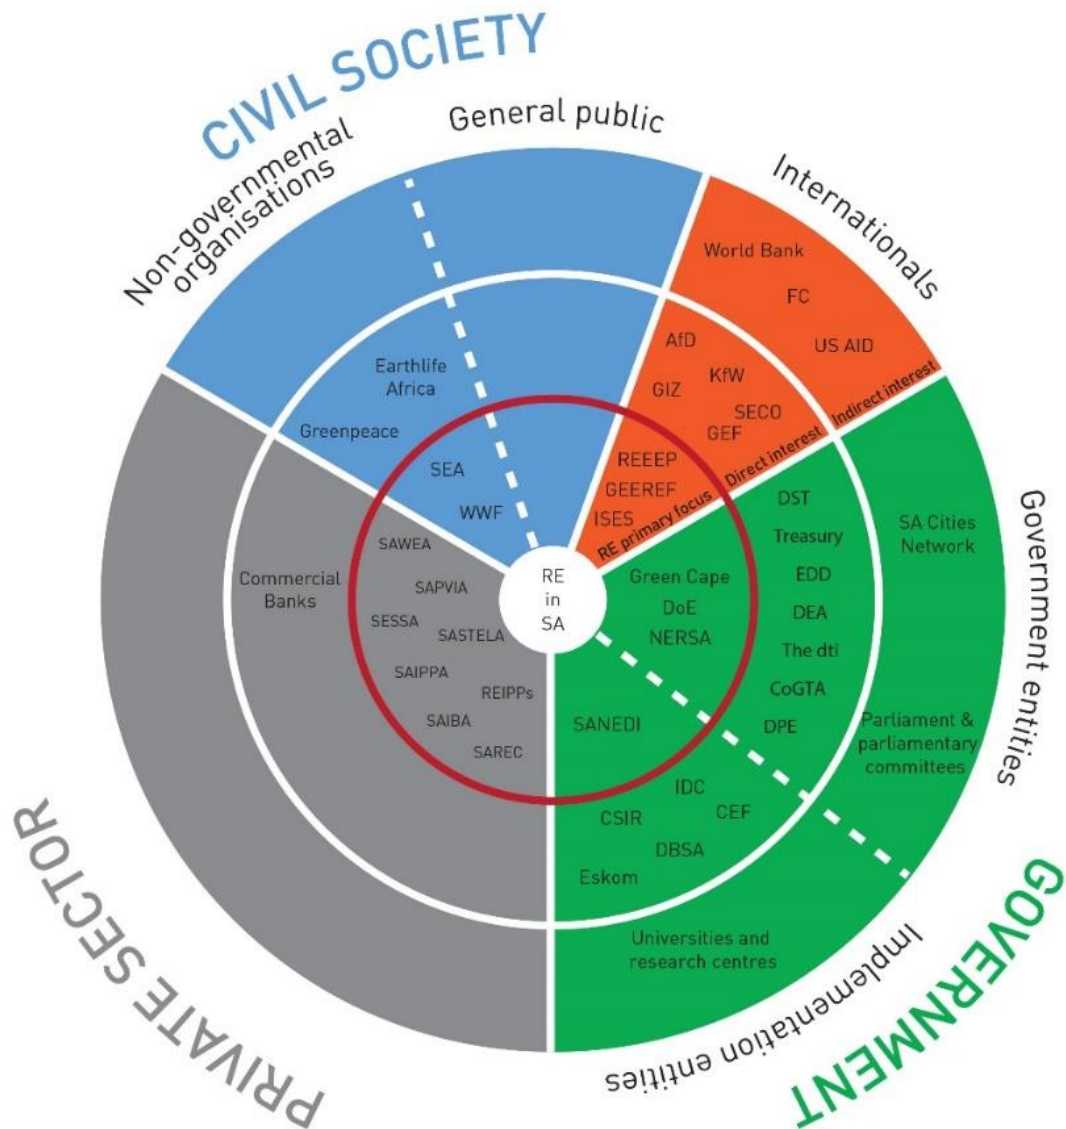 CIVIL SOCIETY
Non-governmental
organisations
General public
Internationals
World Bank
FC
US AID
Indirect interest
AfD
KfW
GIZ
SECO
GEF
Direct interest
REEEP
GEEREF
ISES
RE primary focus
Earthlife
Africa
Greenpeace
SEA
WWF
RE
in
SA
Commercial
Banks
SAWEA
SAPVIA
SESSA
SASTELA
SAIPPA
REIPPs
SAIBA
SAREC
PRIVATE SECTOR
Green Cape
DoE
NERSA
DST
Treasury
EDD
DEA
The dti
CoGTA
DPE
SA Cities
Network
Parliament &
parliamentary
committees
Government entities
SANEDI
IDC
CSIR
CEF
DBSA
Eskom
Universities and
research centres
Implementation entities
GOVERNMENT